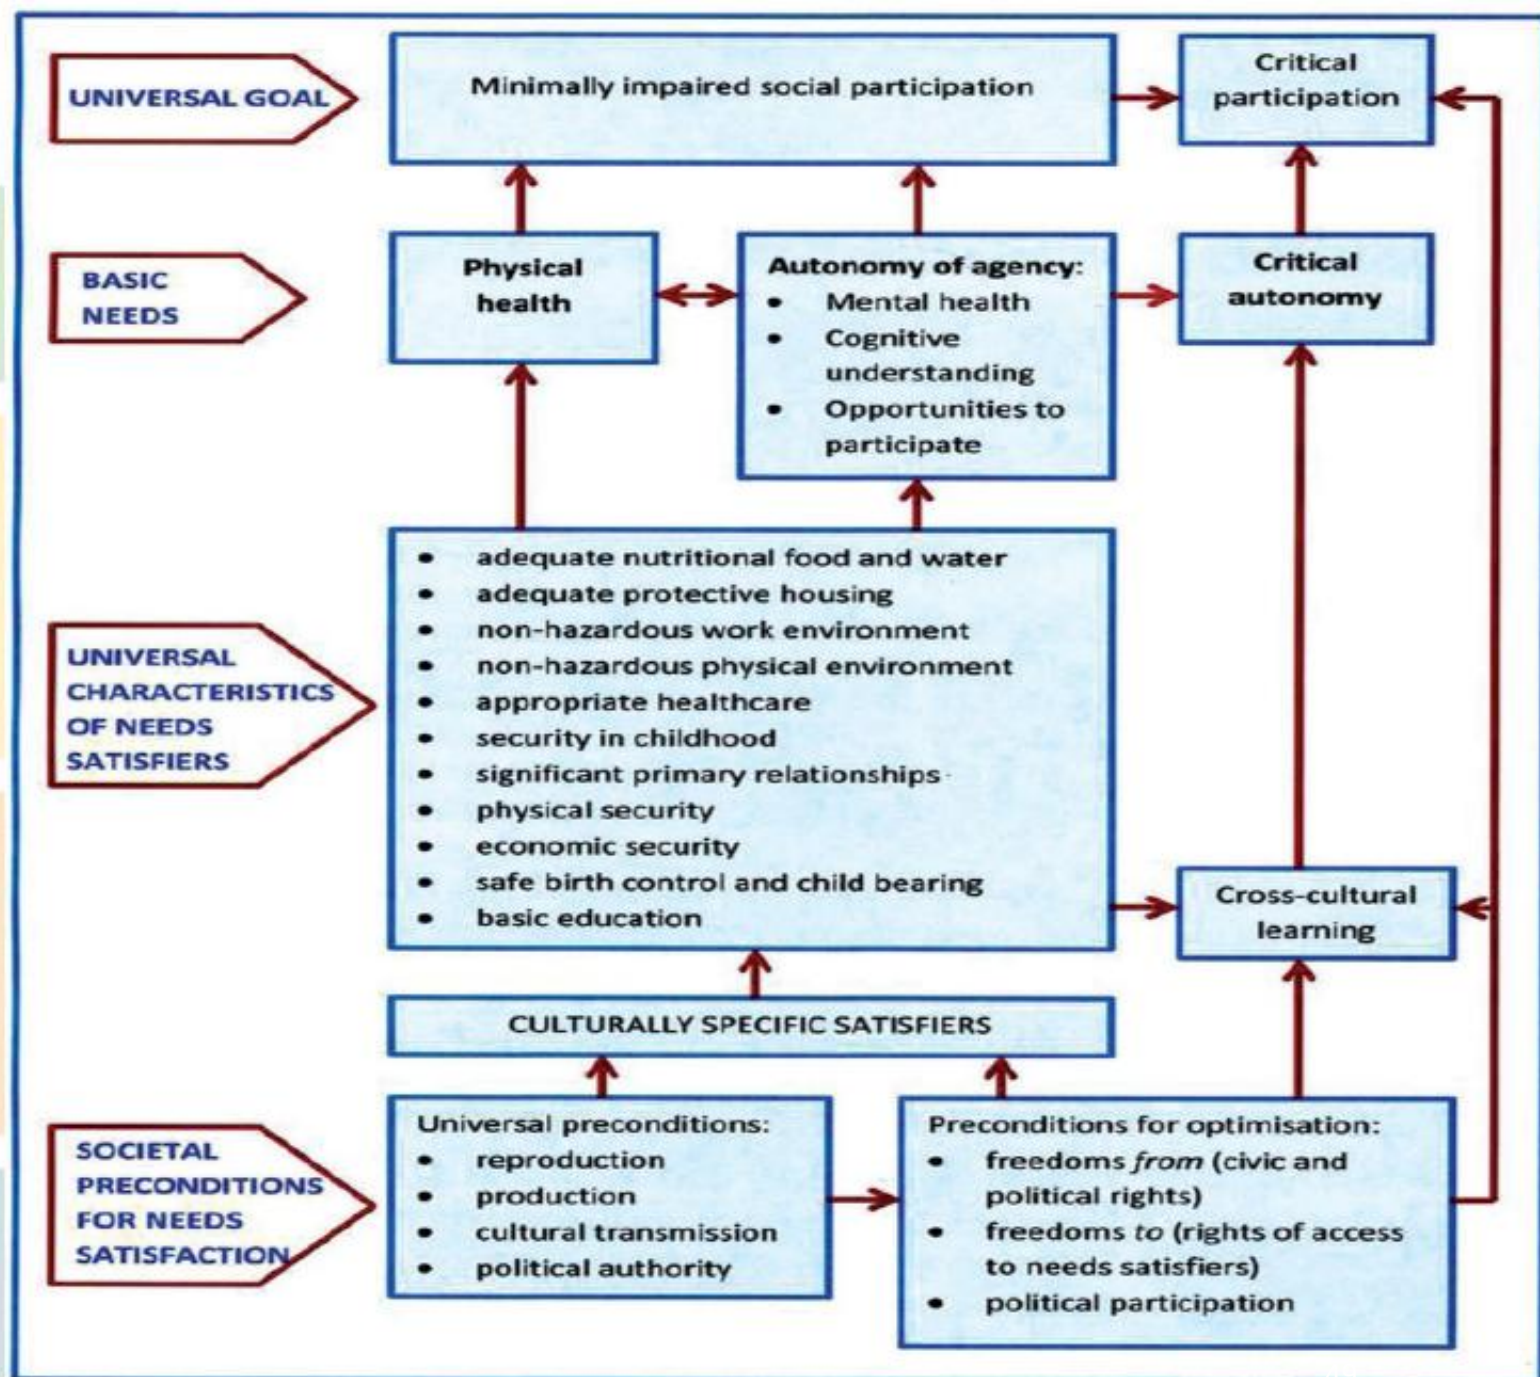 UNIVERSAL GOAL
Minimally impaired social participation
Critical
participation
BASIC
NEEDS
Physical
health
Autonomy of agency:
• Mental health
• Cognitive
understanding
• Opportunities to
participate
Critical
autonomy
UNIVERSAL
CHARACTERISTICS
OF NEEDS
SATISFIERS
• adequate nutritional food and water
• adequate protective housing
• non-hazardous work environment
• non-hazardous physical environment
• appropriate healthcare
• security in childhood
• significant primary relationships
• physical security
• economic security
• safe birth control and child bearing
• basic education
Cross-cultural
learning
CULTURALLY SPECIFIC SATISFIERS
SOCIETAL
PRECONDITIONS
FOR NEEDS
SATISFACTION
Universal preconditions:
• reproduction
• production
• cultural transmission
• political authority
Preconditions for optimisation:
• freedoms from (civic and
political rights)
• freedoms to (rights of access
to needs satisfiers)
• political participation